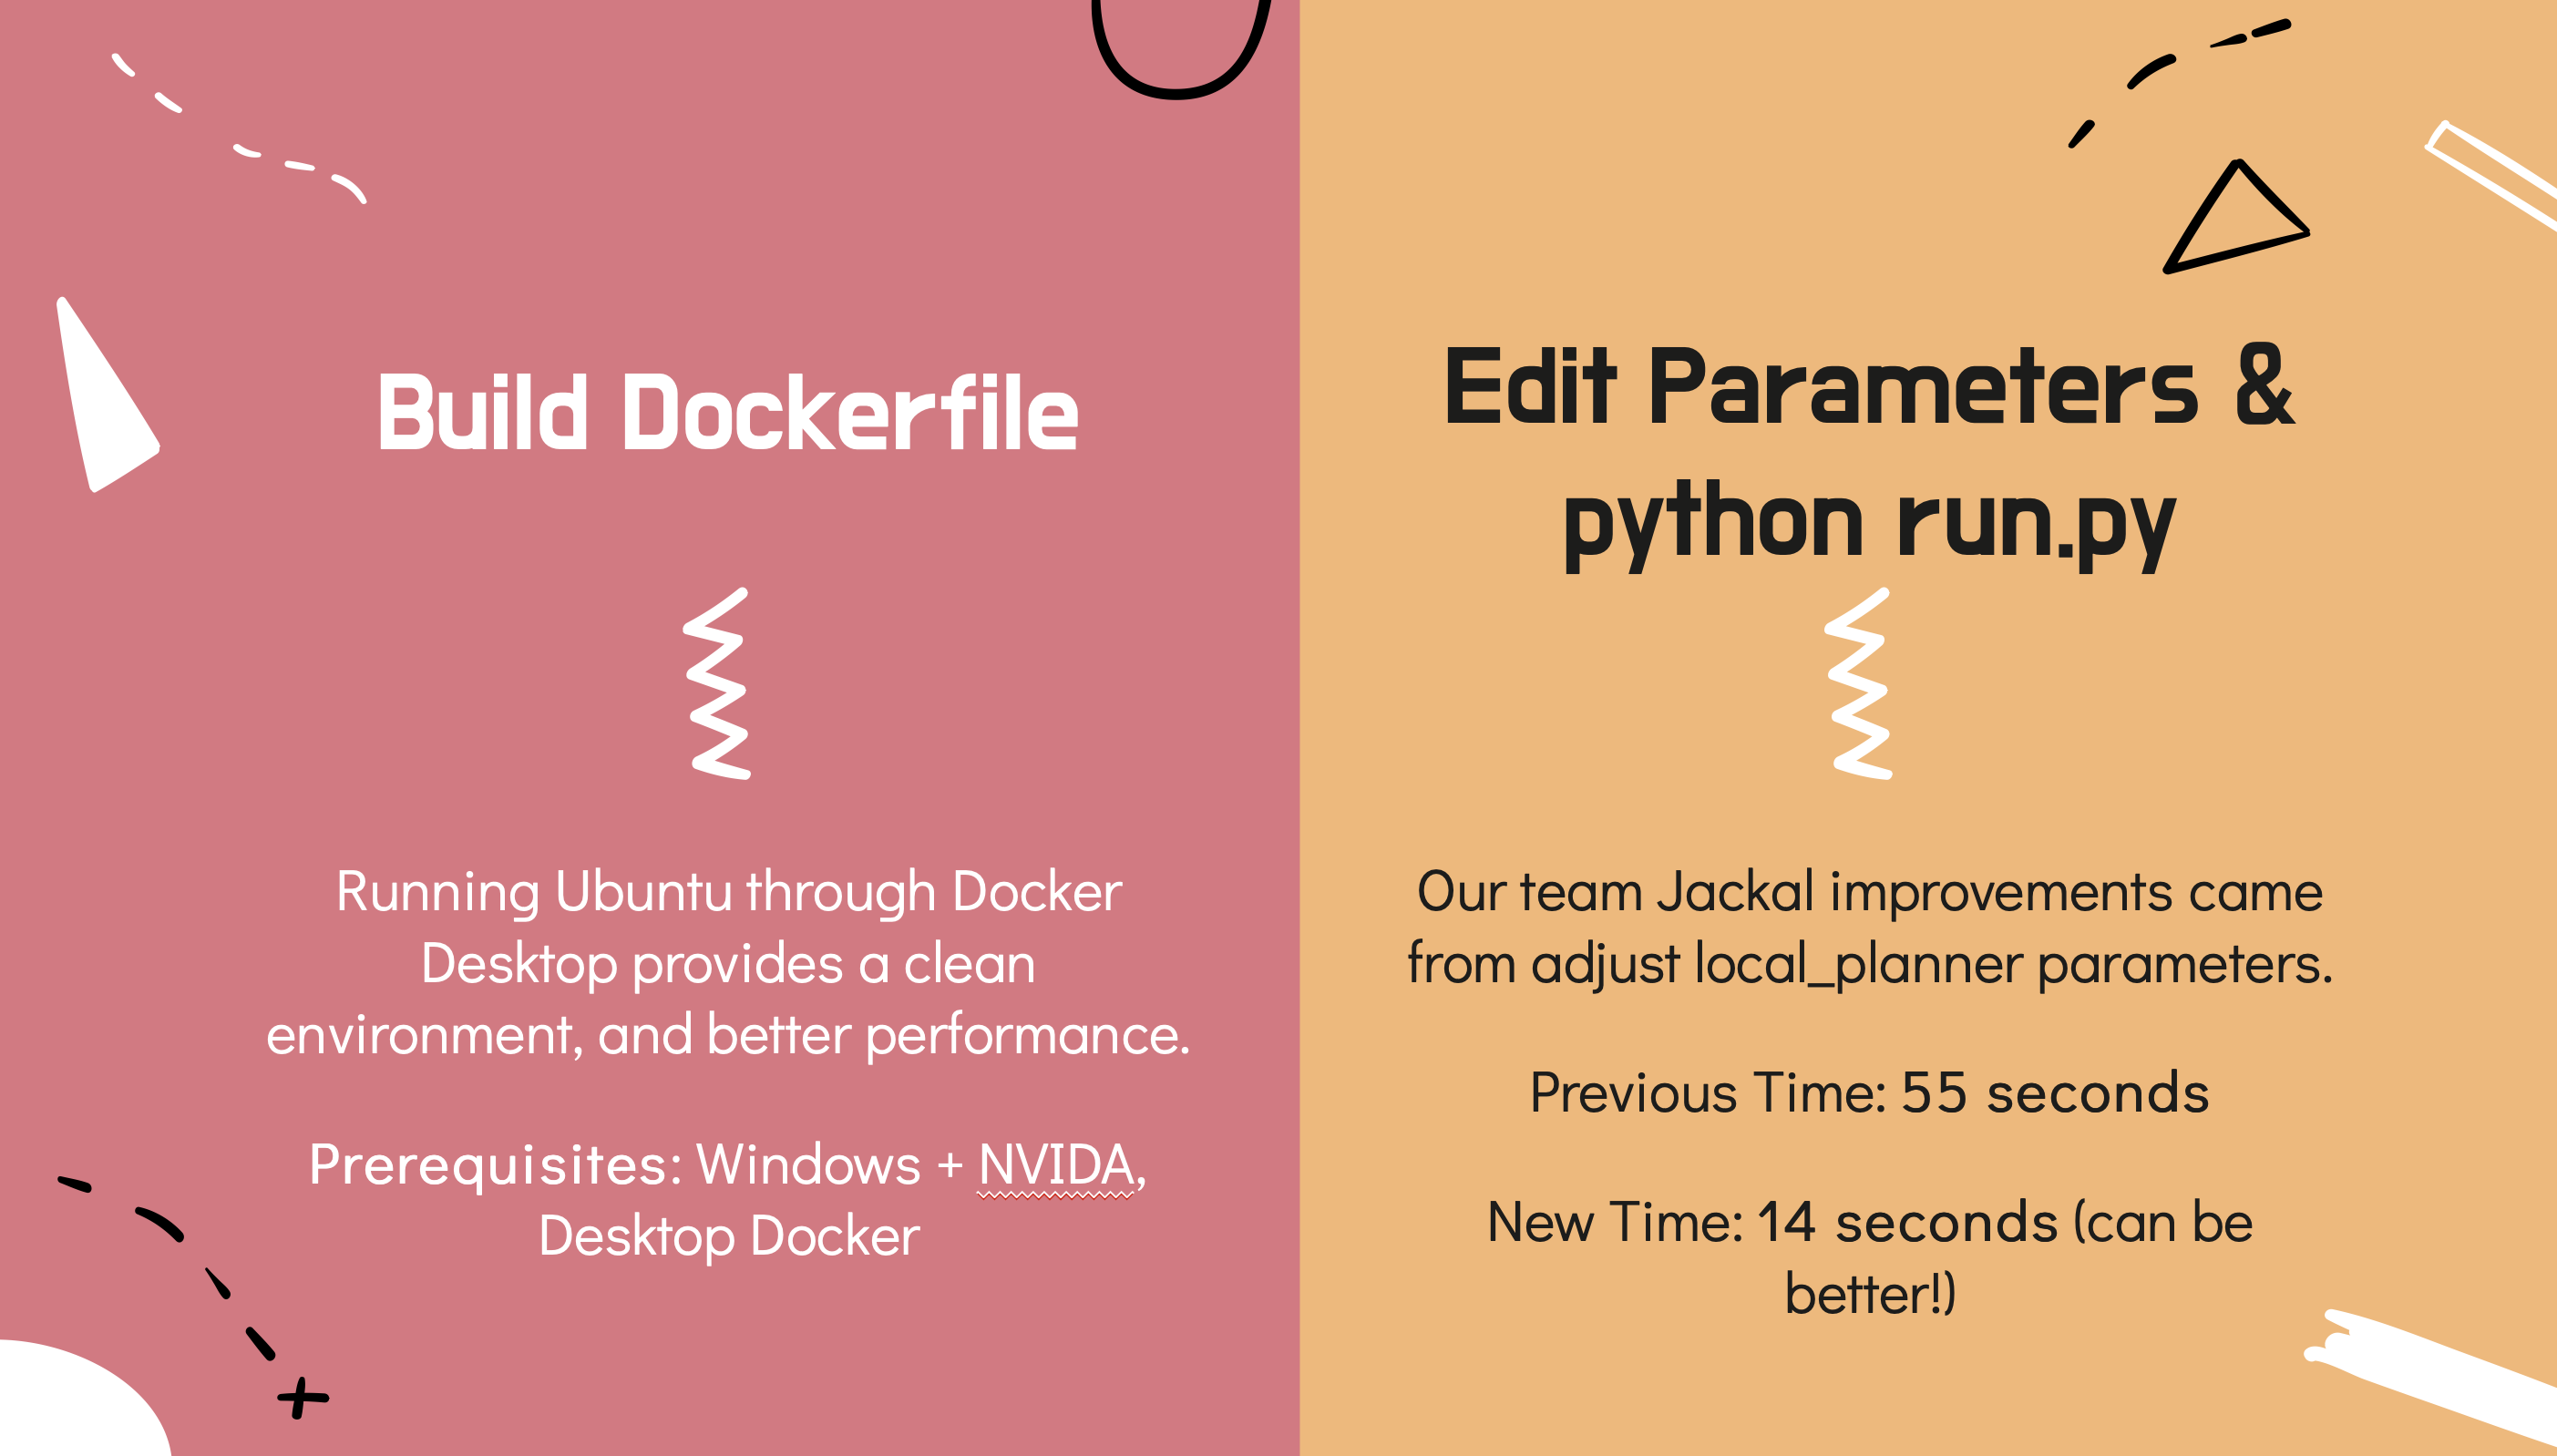 Build Dockerfile
Running Ubuntu through Docker
Desktop provides a clean
environment, and better performance.
Prerequisites: Windows + NVIDA,
Desktop Docker
Edit Parameters &
python run.py
Our team Jackal improvements came
from adjust local_planner parameters.
Previous Time: 55 seconds
New Time: 14 seconds (can be
better!)